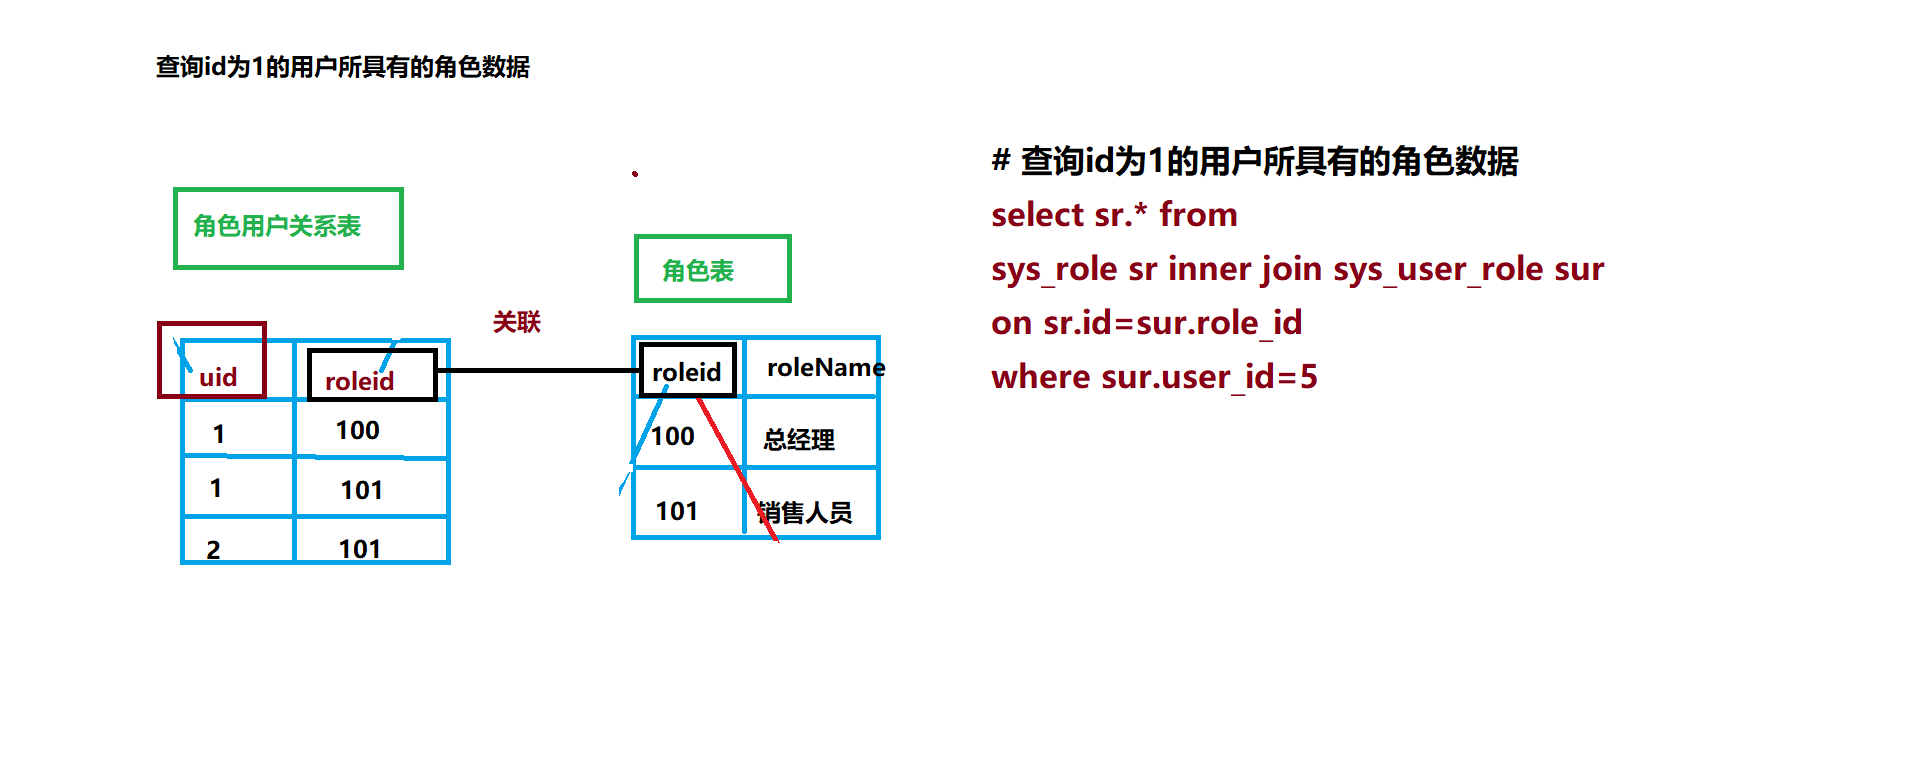 查询id为1的用户所具有的角色数据
角色用户关系表
角色表
关联
uid roleid
1 100
1 101
2 101
roleid roleName
100 总经理
101 销售人员
# 查询id为1的用户所具有的角色数据
select sr.* from
sys_role sr inner join sys_user_role sur
on sr.id=sur.role_id
where sur.user_id=5